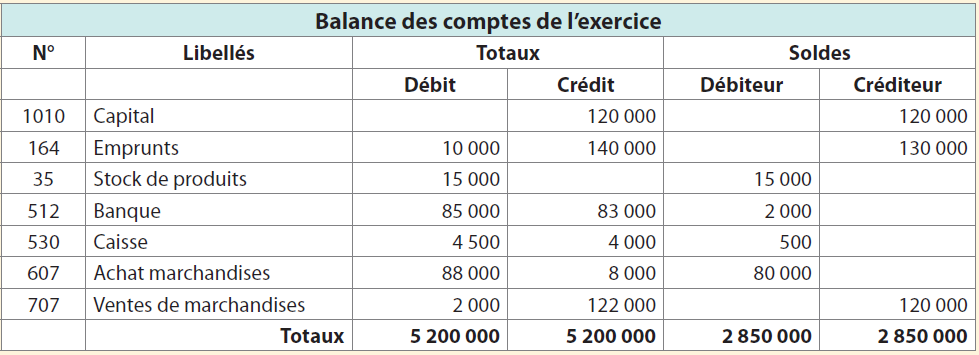 Balance des comptes de l’exercice
N° Libellés Totaux Soldes
Débit Crédit Débiteur Créditeur
1010 Capital 120 000 120 000
164 Emprunts 10 000 140 000 130 000
35 Stock de produits 15 000 15 000
512 Banque 85 000 83 000 2 000
530 Caisse 4 500 4 000 500
607 Achat marchandises 88 000 8 000 80 000
707 Ventes de marchandises 2 000 122 000 120 000
Totaux 5 200 000 5 200 000 2 850 000 2 850 000